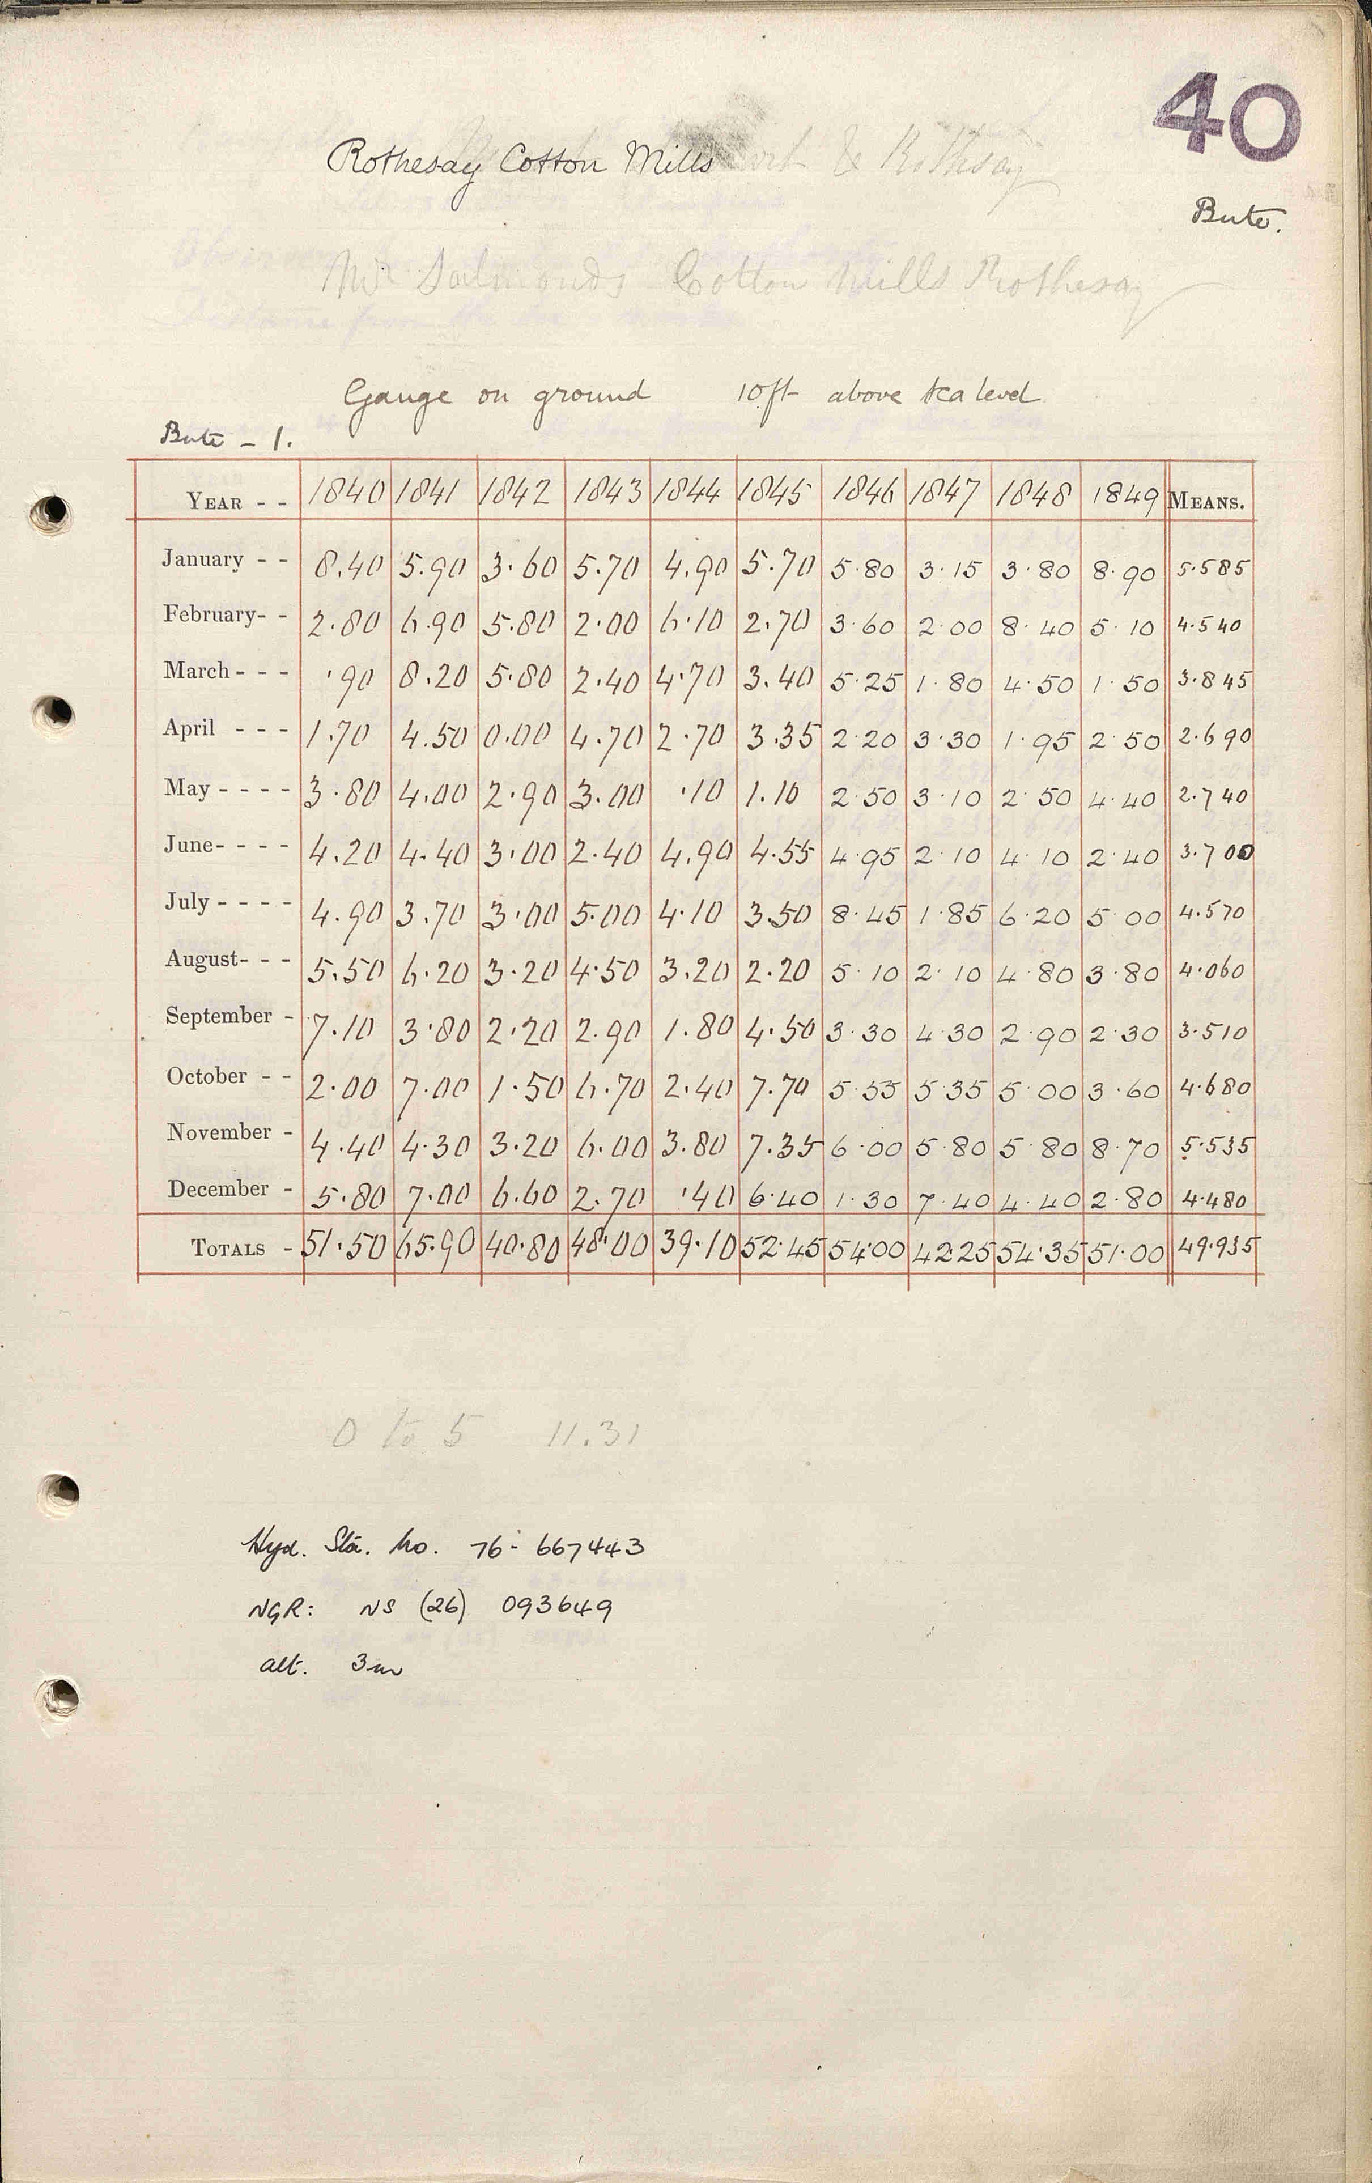 40
Rothesay Cotton Mills & Rothesay
Bute.
Mr Salmonds Cotton Mills Rothesay
Gauge on ground 10ft above sea level
Bute - 1.
YEAR - - 1840 1841 1842 1843 1844 1845 1846 1847 1848 1849 MEANS.
January - - 8.40 5.90 3.60 5.70 4.90 5.70 5.80 3.15 3.80 8.90 5.585
February- - 2.80 6.90 5.80 2.00 6.10 2.70 3.60 2.00 8.40 5.10 4.540
March - - - .90 8.20 5.80 2.40 4.70 3.40 5.25 1.80 4.50 1.50 3.845
April - - - 1.70 4.50 0.00 4.70 2.70 3.35 2.20 3.30 1.95 2.50 2.690
May - - - - 3.80 4.00 2.90 3.00 .10 1.10 2.50 3.10 2.50 4.40 2.740
June- - - - 4.20 4.40 3.00 2.40 4.90 4.55 4.95 2.10 4.10 2.40 3.700
July - - - - 4.90 3.70 3.00 5.00 4.10 3.50 8.45 1.85 6.20 5.00 4.570
August- - - 5.50 6.20 3.20 4.50 3.20 2.20 5.10 2.10 4.80 3.80 4.060
September - 7.10 3.80 2.20 2.90 1.80 4.50 3.30 4.30 2.90 2.30 3.510
October - - 2.00 7.00 1.50 6.70 2.40 7.70 5.55 5.35 5.00 3.60 4.680
November - 4.40 4.30 3.20 6.00 3.80 7.35 6.00 5.80 5.80 8.70 5.535
December - 5.80 7.00 6.60 2.70 .40 6.40 1.30 7.40 4.40 2.80 4.480
TOTALS - 51.50 65.90 40.80 48.00 39.10 52.45 54.00 42.25 54.35 51.00 49.935
0 to 5 11.31
Hyd. Sta. No. 76: 667443
NGR: NS (26) 093649
alt. 3m